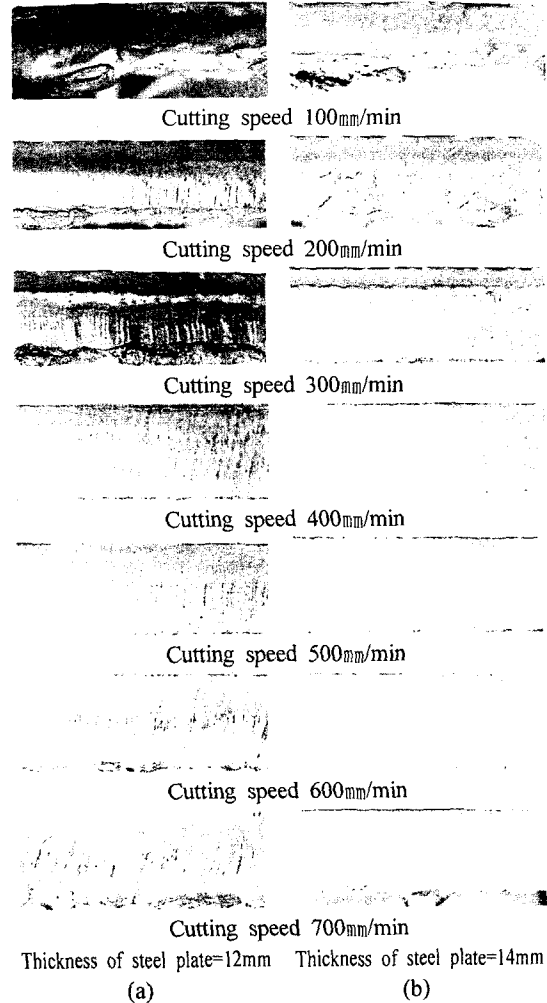 Cutting speed 100㎜/min
Cutting speed 200㎜/min
Cutting speed 300㎜/min
Cutting speed 400㎜/min
Cutting speed 500㎜/min
Cutting speed 600㎜/min
Cutting speed 700㎜/min
Thickness of steel plate=12mm Thickness of steel plate=14mm
(a) (b)